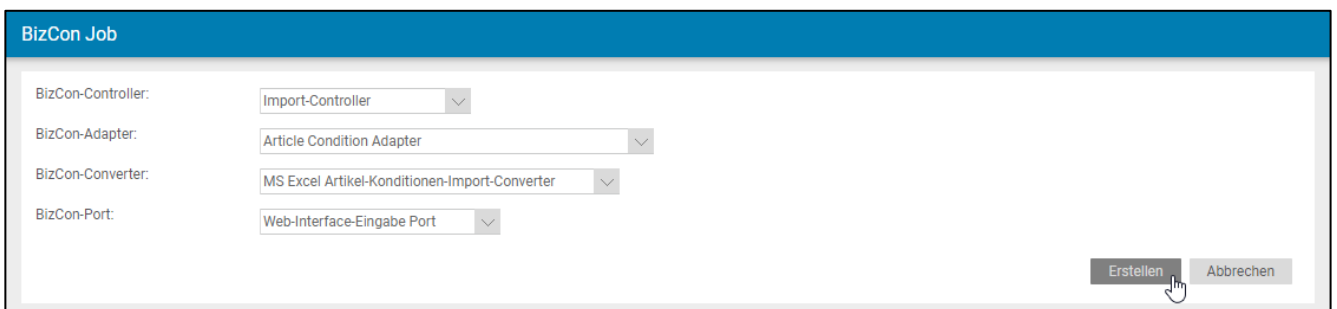 BizCon Job
BizCon-Controller: Import-Controller
BizCon-Adapter: Article Condition Adapter
BizCon-Converter: MS Excel Artikel-Konditionen-Import-Converter
BizCon-Port: Web-Interface-Eingabe Port
Erstellen Abbrechen